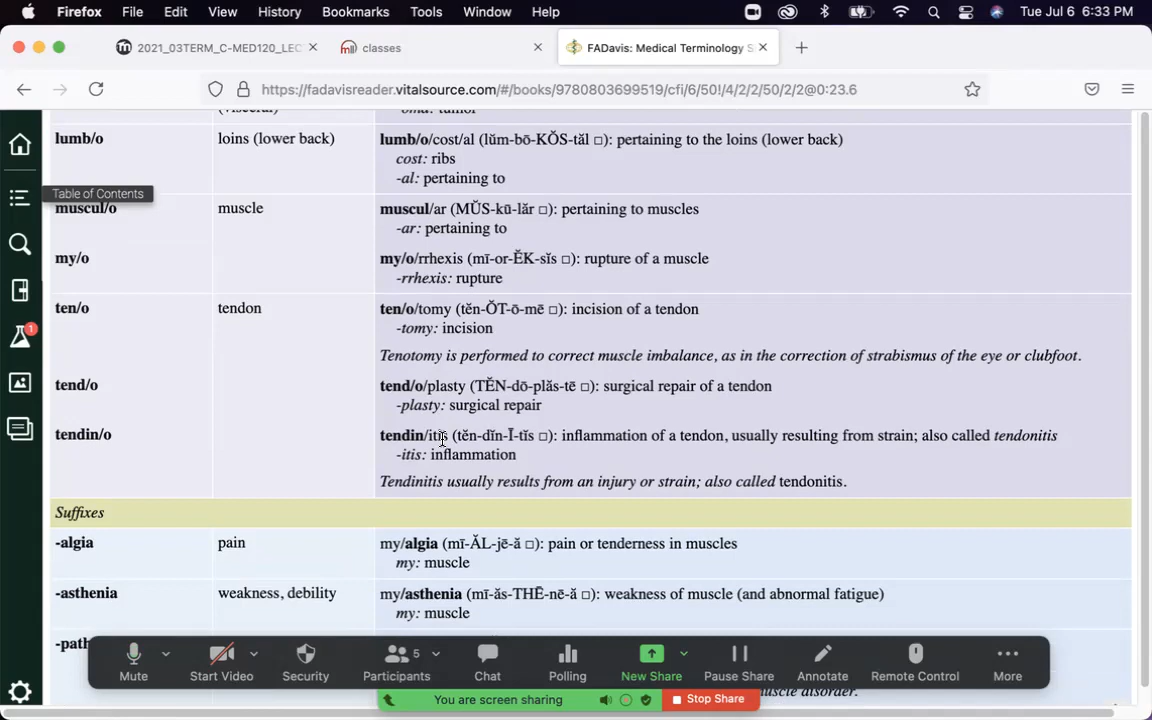 Firefox File Edit View History Bookmarks Tools Window Help Tue Jul 6 6:33 PM
2021_03TERM_C-MED120_LEC classes FADavis: Medical Terminology S
https://fadavisreader.vitalsource.com/#/books/9780803699519/cfi/6/50!/4/2/2/50/2/2@0:23.6
lumb/o loins (lower back) lumb/o/cost/al (lŭm-bō-KŎS-tăl □): pertaining to the loins (lower back)
cost: ribs
-al: pertaining to
Table of Contents
muscul/o muscle muscul/ar (MŬS-kū-lăr □): pertaining to muscles
-ar: pertaining to
my/o my/o/rrhexis (mī-or-ĔK-sĭs □): rupture of a muscle
-rrhexis: rupture
ten/o tendon ten/o/tomy (tĕn-ŎT-ō-mē □): incision of a tendon
-tomy: incision
1
Tenotomy is performed to correct muscle imbalance, as in the correction of strabismus of the eye or clubfoot.
tend/o tend/o/plasty (TĔN-dō-plăs-tē □): surgical repair of a tendon
-plasty: surgical repair
tendin/o tendin/itis (tĕn-dĭn-Ī-tĭs □): inflammation of a tendon, usually resulting from strain; also called tendonitis
-itis: inflammation
Tendinitis usually results from an injury or strain; also called tendonitis.
Suffixes
-algia pain my/algia (mī-ĂL-jē-ă □): pain or tenderness in muscles
my: muscle
-asthenia weakness, debility my/asthenia (mī-ăs-THĒ-nē-ă □): weakness of muscle (and abnormal fatigue)
my: muscle
-path
5
Mute Start Video Security Participants Chat Polling New Share Pause Share Annotate Remote Control More
muscle disorder.
You are screen sharing Stop Share